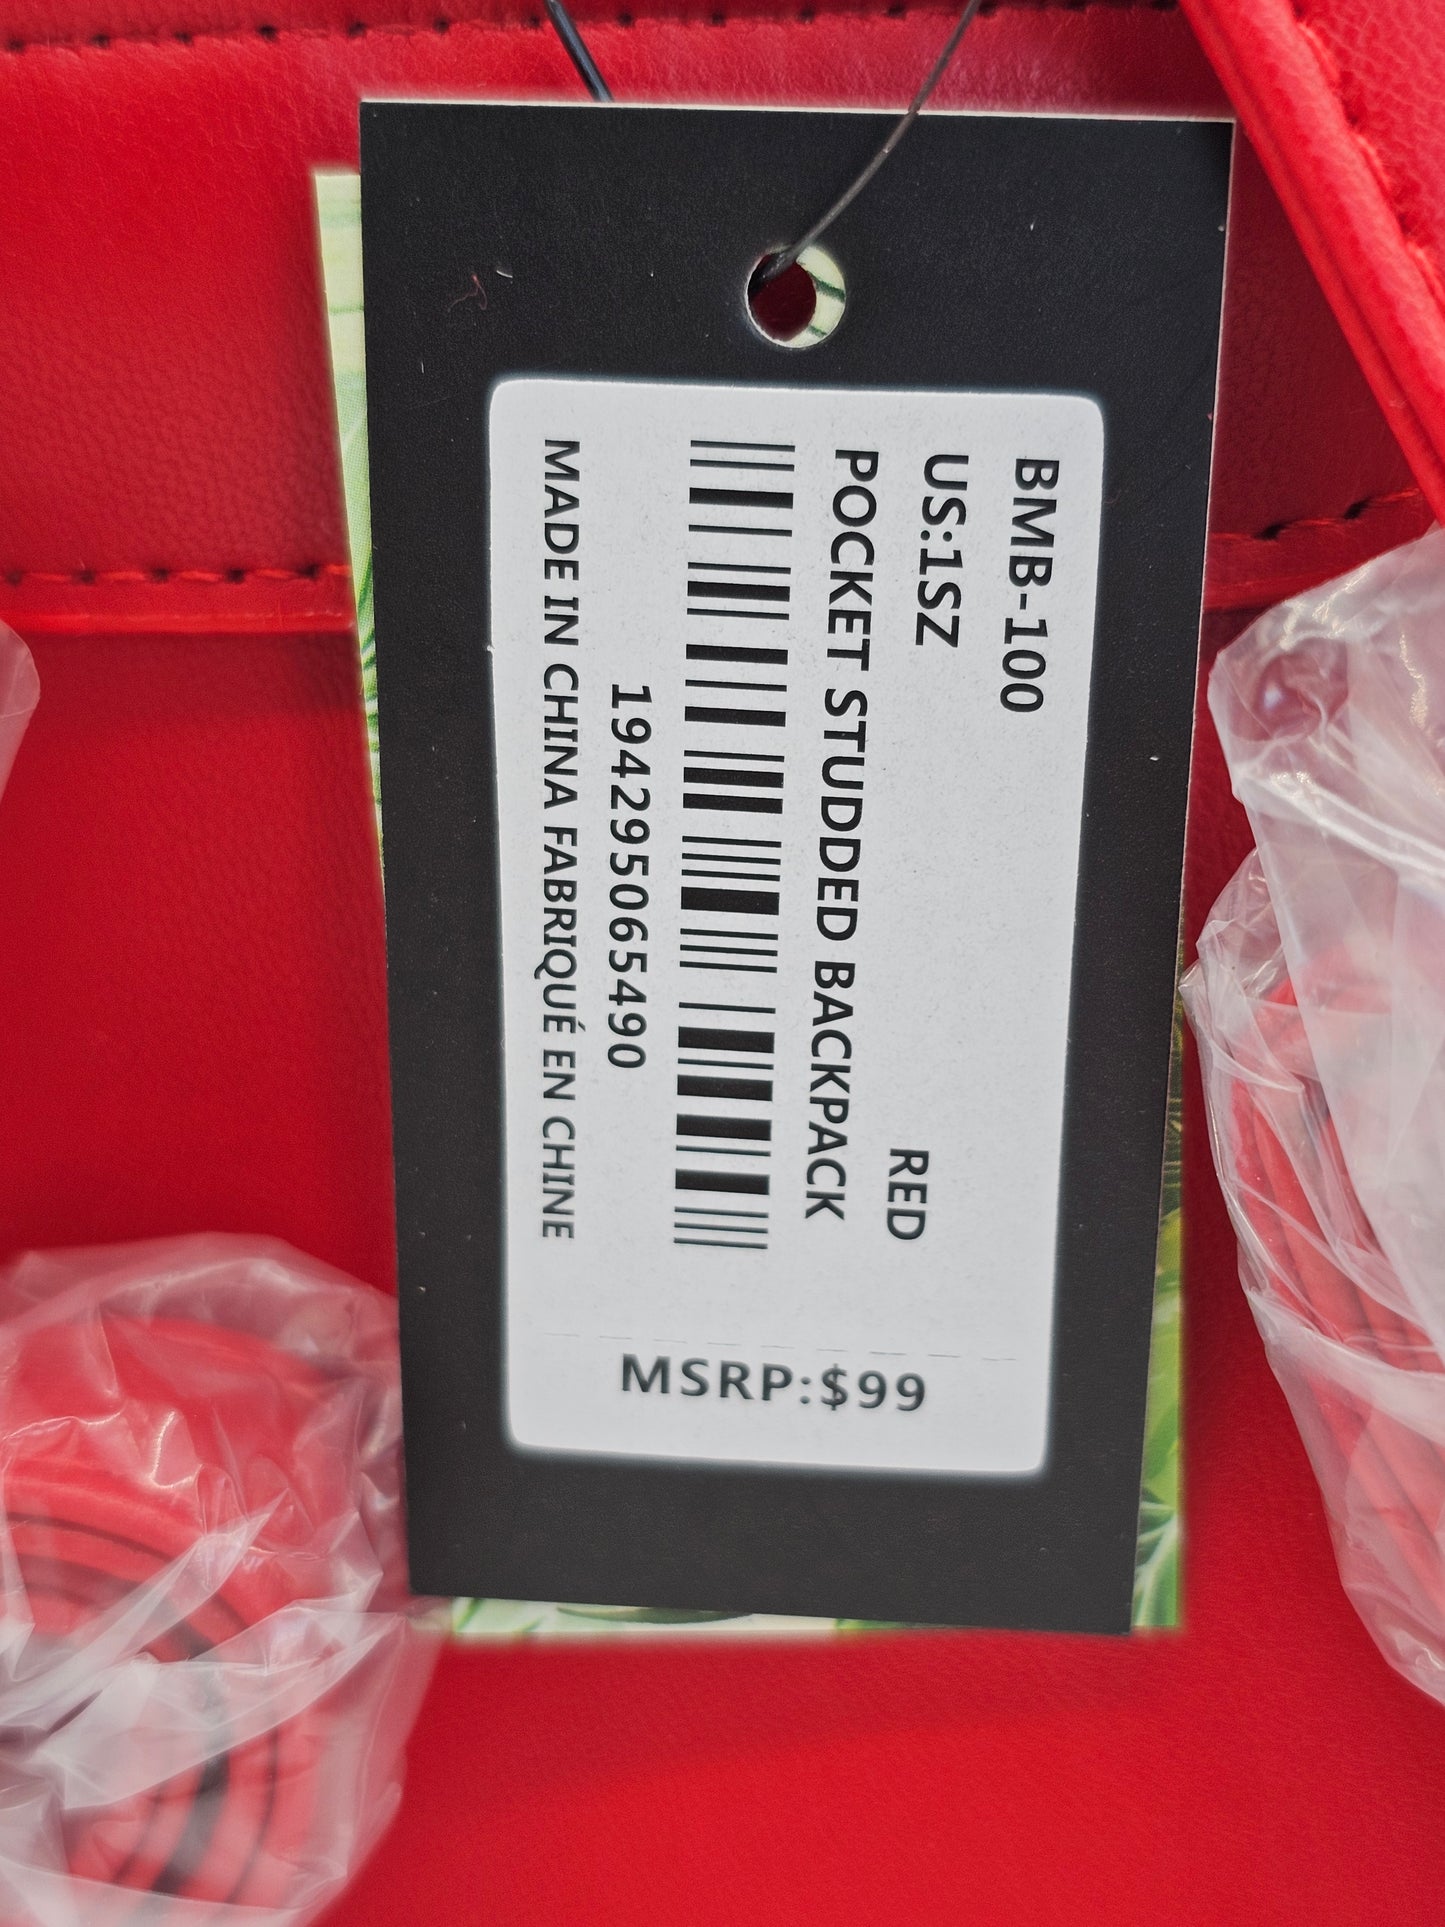 BMB-100
US:1SZ RED
POCKET STUDDED BACKPACK
194295065490
MADE IN CHINA FABRIQUÉ EN CHINE
MSRP:$99